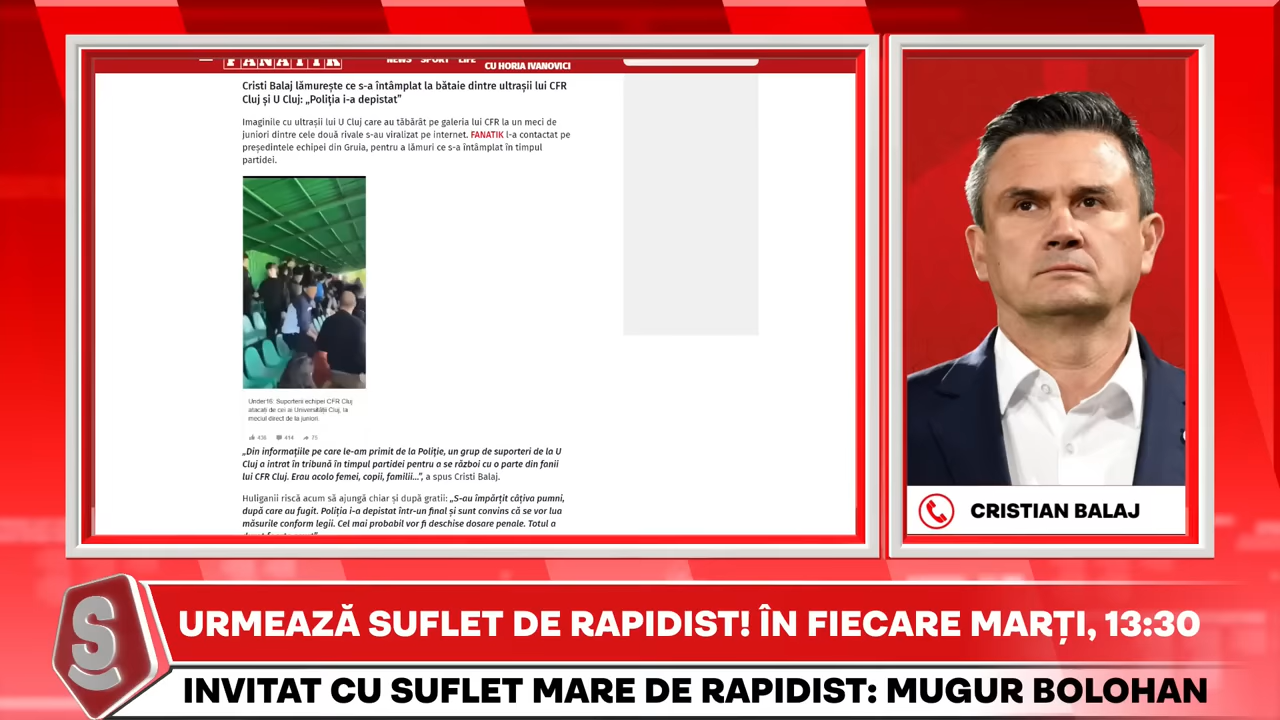 FANATIK
NEWS SPORT LIFE
CU HORIA IVANOVICI
Cristi Balaj lămurește ce s-a întâmplat la bătaie dintre ultrașii lui CFR
Cluj și U Cluj: „Poliția i-a depistat”
Imaginile cu ultrașii lui U Cluj care au tăbărât pe galeria lui CFR la un meci de
juniori dintre cele două rivale s-au viralizat pe internet. FANATIK l-a contactat pe
președintele echipei din Gruia, pentru a lămuri ce s-a întâmplat în timpul
partidei.
Under16: Suporterii echipei CFR Cluj
atacați de cei ai Universității Cluj, la
meciul direct de la juniori.
436 414 75
„Din informațiile pe care le-am primit de la Poliție, un grup de suporteri de la U
Cluj a intrat în tribună în timpul partidei pentru a se război cu o parte din fanii
lui CFR Cluj. Erau acolo femei, copii, familii...”, a spus Cristi Balaj.
Huliganii riscă acum să ajungă chiar și după gratii: „S-au împărțit câțiva pumni,
după care au fugit. Poliția i-a depistat într-un final și sunt convins că se vor lua
măsurile conform legii. Cel mai probabil vor fi deschise dosare penale. Totul a
CRISTIAN BALAJ
S
URMEAZĂ SUFLET DE RAPIDIST! ÎN FIECARE MARȚI, 13:30
INVITAT CU SUFLET MARE DE RAPIDIST: MUGUR BOLOHAN